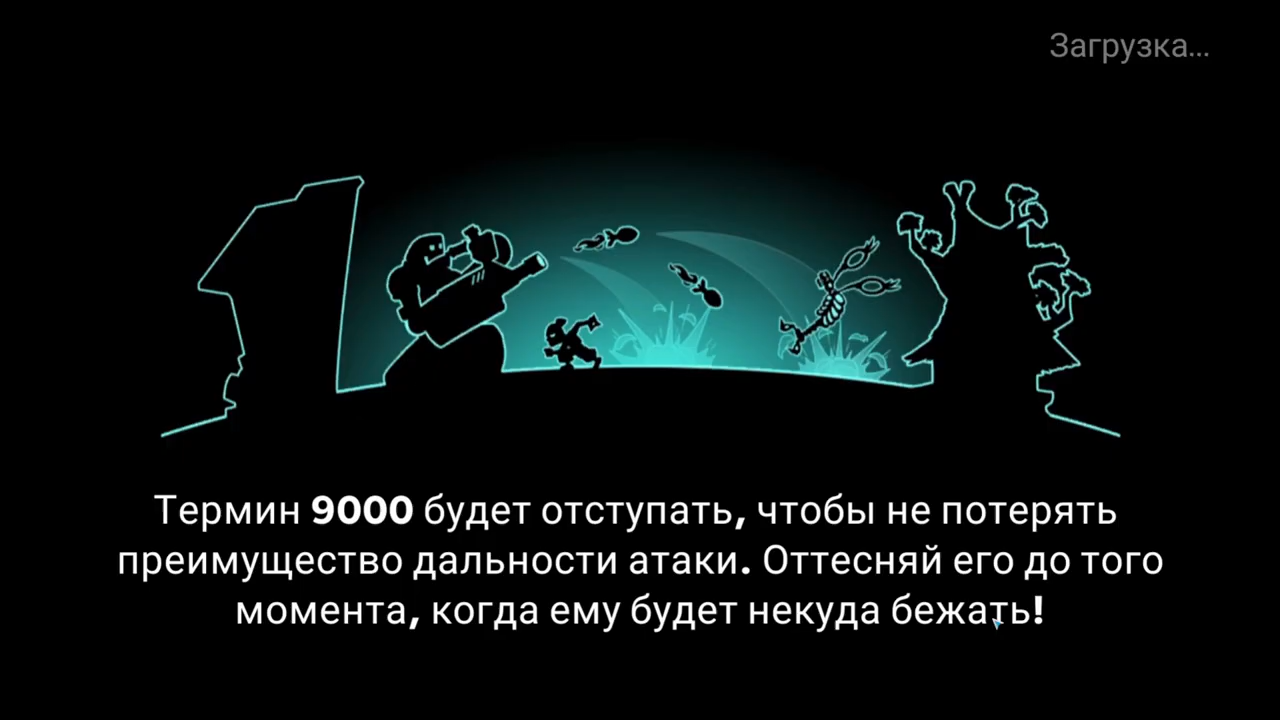 Загрузка...
Термин 9000 будет отступать, чтобы не потерять
преимущество дальности атаки. Оттесняй его до того
момента, когда ему будет некуда бежать!